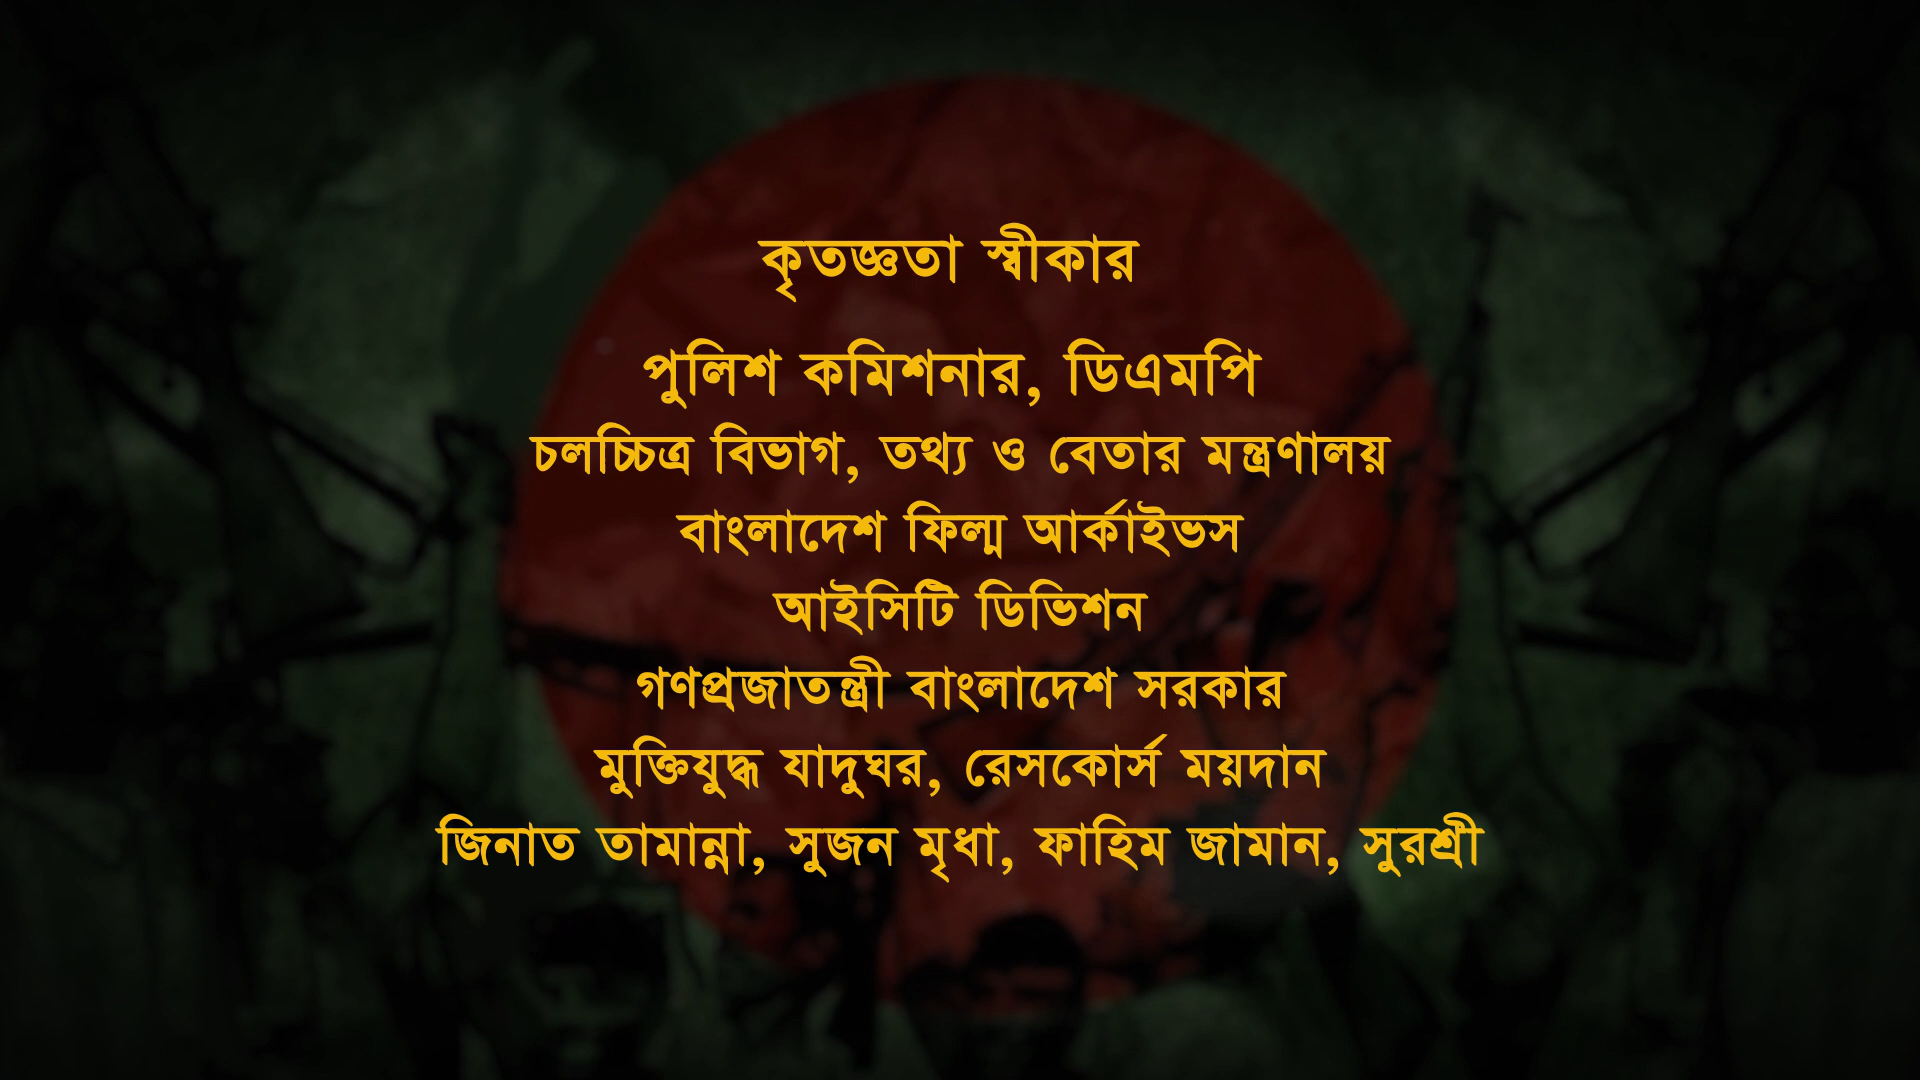 কৃতজ্ঞতা স্বীকার
পুলিশ কমিশনার, ডিএমপি
চলচ্চিত্র বিভাগ, তথ্য ও বেতার মন্ত্রণালয়
বাংলাদেশ ফিল্ম আর্কাইভস
আইসিটি ডিভিশন
গণপ্রজাতন্ত্রী বাংলাদেশ সরকার
মুক্তিযুদ্ধ যাদুঘর, রেসকোর্স ময়দান
জিনাত তামান্না, সুজন মৃধা, ফাহিম জামান, সুরশ্রী